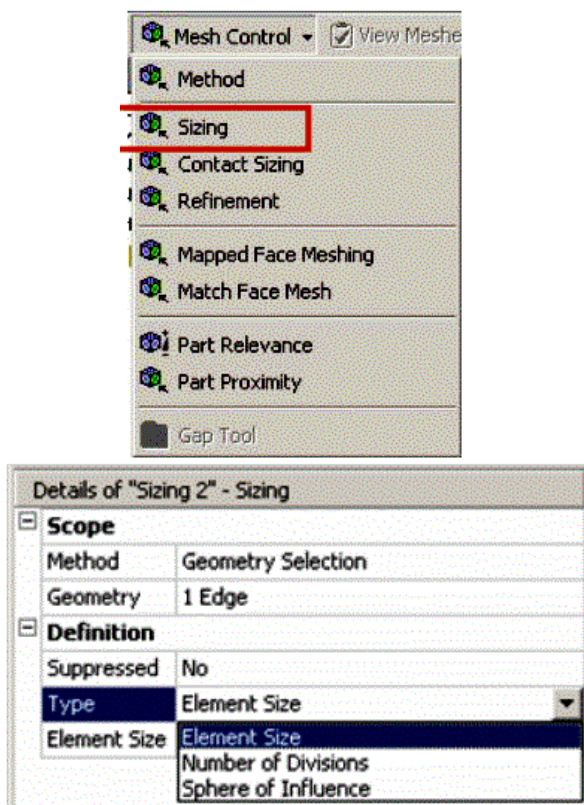 Mesh Control View Meshe
Method
Sizing
Contact Sizing
Refinement
Mapped Face Meshing
Match Face Mesh
Part Relevance
Part Proximity
Gap Tool
Details of "Sizing 2" - Sizing
Scope
Method Geometry Selection
Geometry 1 Edge
Definition
Suppressed No
Type Element Size
Element Size Element Size
Number of Divisions
Sphere of Influence